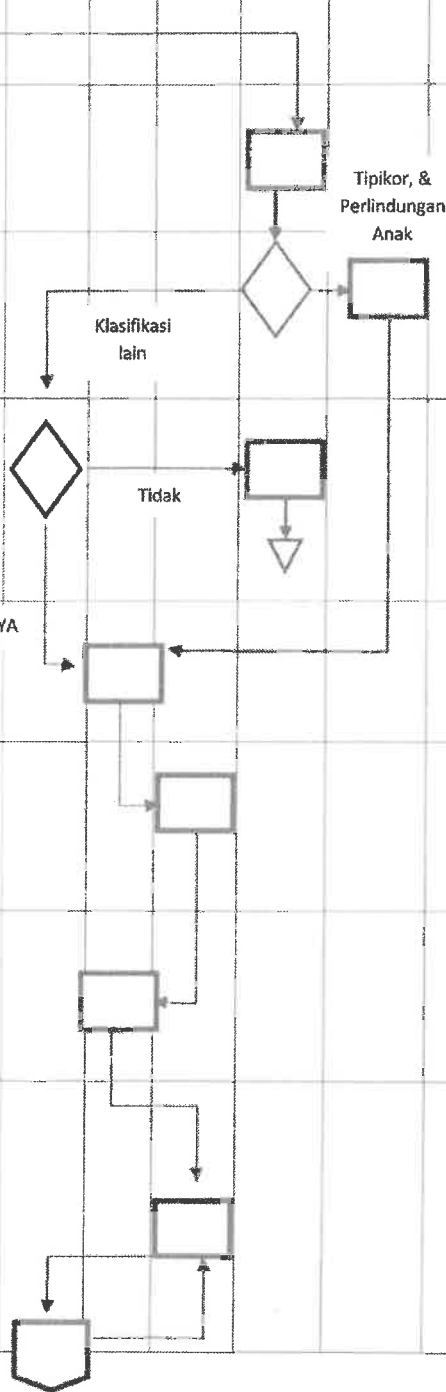 Tipikor, &
Perlindungan
Anak
Klasifikasi
lain
Tidak
YA